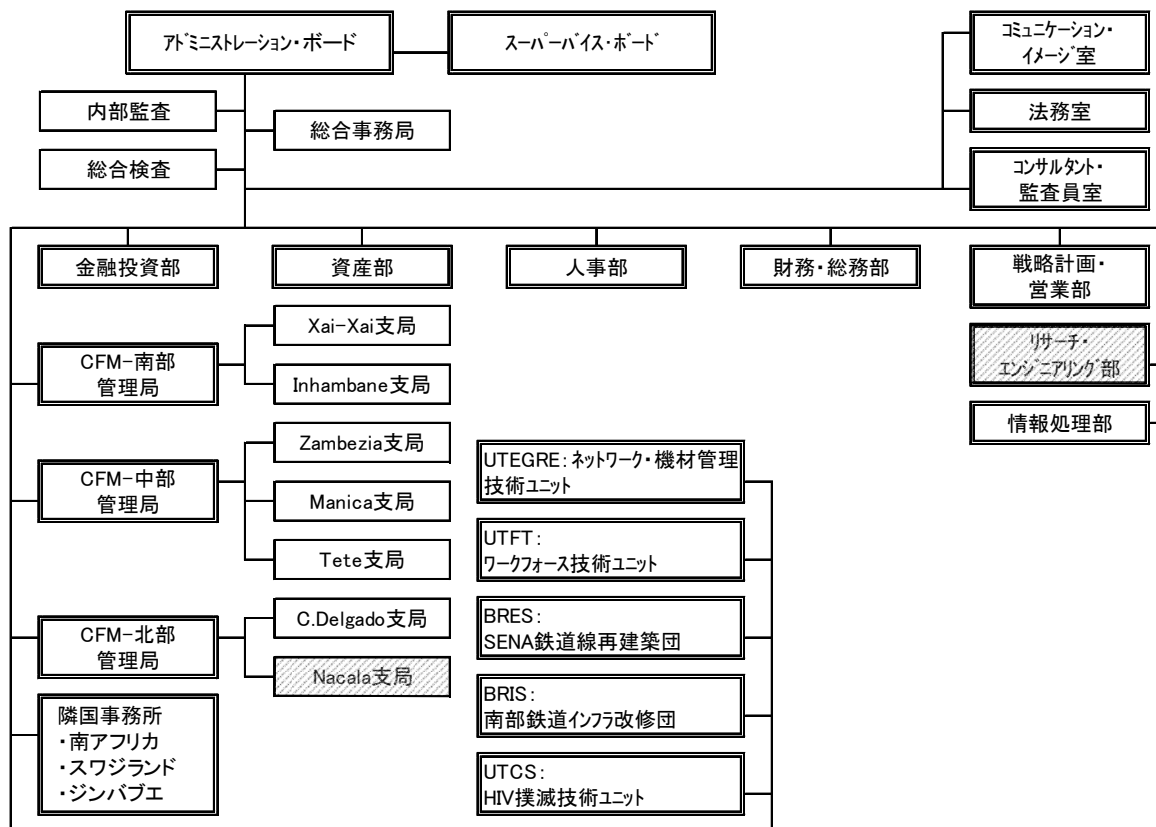 アドミニストレーション・ボード
スーパーバイス・ボード
コミュニケーション・
イメージ室
内部監査
総合事務局
法務室
総合検査
コンサルタント・
監査員室
金融投資部
資産部
人事部
財務・総務部
戦略計画・
営業部
Xai-Xai支局
リサーチ・
エンジニアリング部
CFM-南部
管理局
Inhambane支局
情報処理部
Zambezia支局
CFM-中部
管理局
UTEGRE：ネットワーク・機材管理
技術ユニット
Manica支局
Tete支局
UTFT：
ワークフォース技術ユニット
C.Delgado支局
CFM-北部
管理局
BRES：
SENA鉄道線再建築団
Nacala支局
BRIS：
南部鉄道インフラ改修団
隣国事務所
・南アフリカ
・スワジランド
・ジンバブエ
UTCS：
HIV撲滅技術ユニット